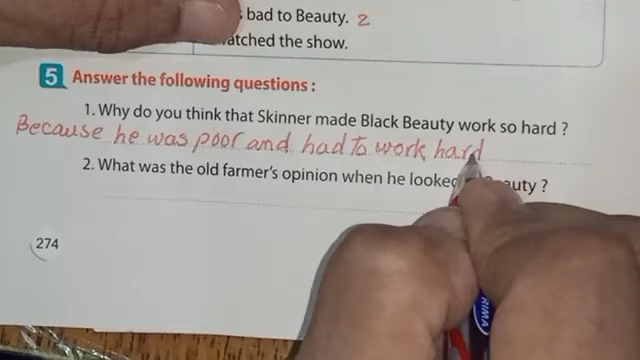 bad to Beauty. 2
atched the show.
5 Answer the following questions :
1. Why do you think that Skinner made Black Beauty work so hard ?
Because he was poor and had to work hard
2. What was the old farmer's opinion when he looked auty ?
274
PRIMA